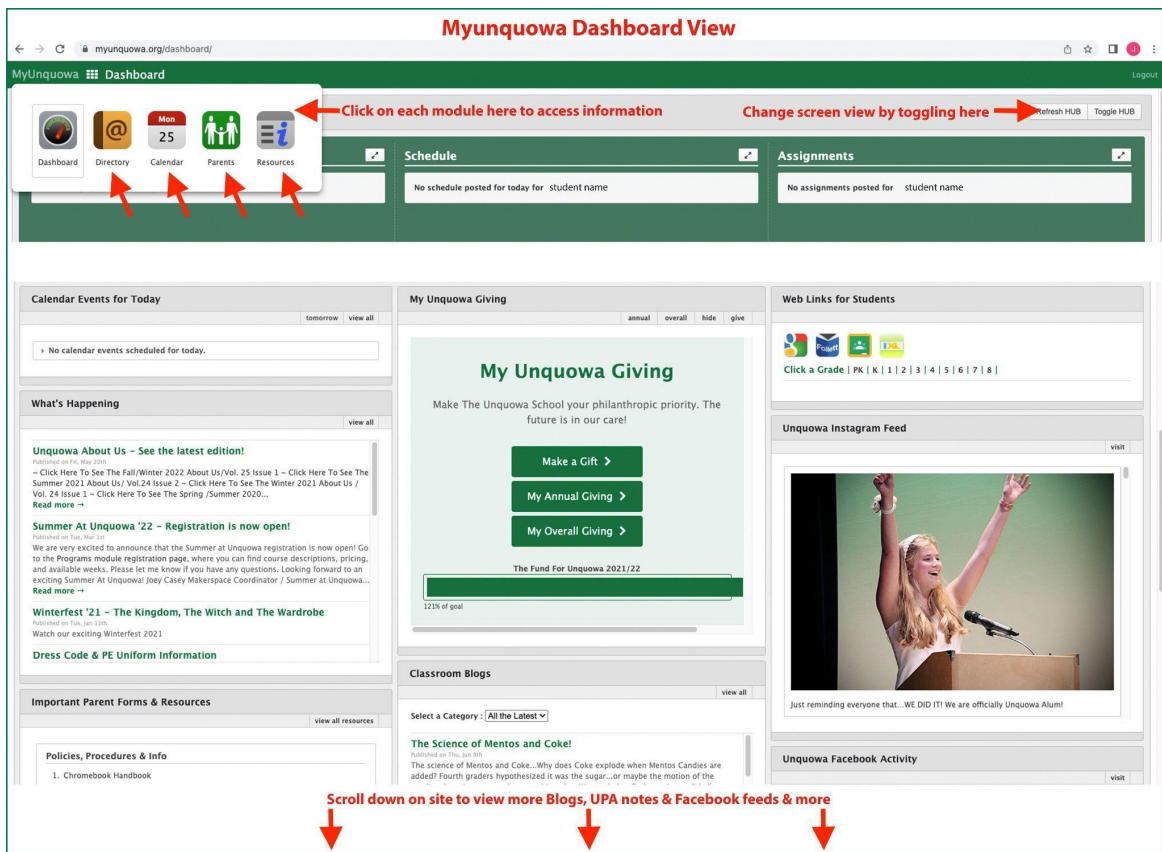 Myunquowa Dashboard View
myunquowa.org/dashboard/
J
MyUnquowa Dashboard
Logout
Click on each module here to access information
Change screen view by toggling here
Refresh HUB Toggle HUB
Mon
25
Dashboard Directory Calendar Parents Resources
Schedule
No schedule posted for today for student name
Assignments
No assignments posted for student name
Calendar Events for Today
tomorrow view all
No calendar events scheduled for today.
What's Happening
view all
Unquowa About Us – See the latest edition!
Published on Fri, May 20th
~ Click Here To See The Fall/Winter 2022 About Us/Vol. 25 Issue 1 ~ Click Here To See The
Summer 2021 About Us/ Vol.24 Issue 2 ~ Click Here To See The Winter 2021 About Us /
Vol. 24 Issue 1 ~ Click Here To See The Spring /Summer 2020...
Read more →
Summer At Unquowa '22 – Registration is now open!
Published on Tue, Mar 1st
We are very excited to announce that the Summer at Unquowa registration is now open! Go
to the Programs module registration page, where you can find course descriptions, pricing,
and available weeks. Please let me know if you have any questions. Looking forward to an
exciting Summer At Unquowa! Joey Casey Makerspace Coordinator / Summer at Unquowa...
Read more →
Winterfest '21 – The Kingdom, The Witch and The Wardrobe
Published on Tue, Jan 11th
Watch our exciting Winterfest 2021
Dress Code & PE Uniform Information
Important Parent Forms & Resources
view all resources
Policies, Procedures & Info
1. Chromebook Handbook
My Unquowa Giving
annual overall hide give
My Unquowa Giving
Make The Unquowa School your philanthropic priority. The
future is in our care!
Make a Gift
My Annual Giving
My Overall Giving
The Fund For Unquowa 2021/22
121% of goal
Classroom Blogs
view all
Select a Category : All the Latest
The Science of Mentos and Coke!
Published on Thu, Jun 9th
The science of Mentos and Coke...Why does Coke explode when Mentos Candies are
added? Fourth graders hypothesized it was the sugar...or maybe the motion of the
Web Links for Students
Follett
IXL
Click a Grade | PK | K | 1 | 2 | 3 | 4 | 5 | 6 | 7 | 8 |
Unquowa Instagram Feed
visit
Just reminding everyone that...WE DID IT! We are officially Unquowa Alum!
Unquowa Facebook Activity
visit
Scroll down on site to view more Blogs, UPA notes & Facebook feeds & more